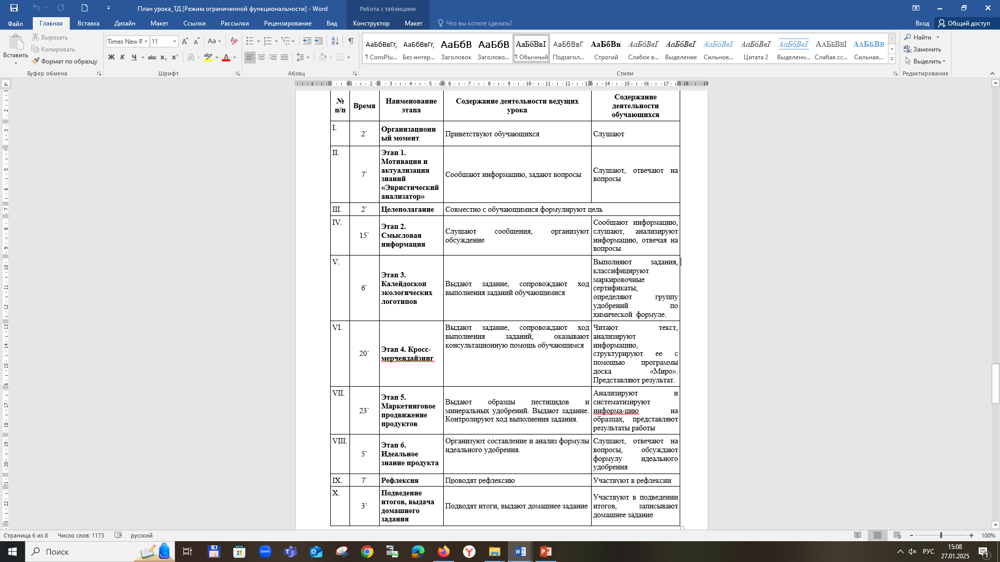 План урока_ТД [Режим ограниченной функциональности] - Word
Работа с таблицами
Файл
Главная
Вставка
Дизайн
Макет
Ссылки
Рассылки
Рецензирование
Вид
Конструктор
Макет
Что вы хотите сделать?
Вход
Общий доступ
Вставить
Вырезать
Копировать
Формат по образцу
Буфер обмена
Times New R
11
Шрифт
Абзац
АаБбВвГг,
АаБбВвГг,
АаБбВ
АаБбВ
АаБбВвГ
АаБбВвГ
АаБбВв
АаБбВвГ
АаБбВвГ
АаБбВвГ
АаБбВвГ
АаБбВвГ
АаБбВвГ
АаБбВв
¶ ConsPlu...
Без интер...
Заголовок
Заголово...
¶ Обычный
Подзагол...
Строгий
Слабое в...
Выделение
Сильное...
Цитата 2
Выделенн...
Слабая сс...
Сильная...
Стили
Найти
Заменить
Выделить
Редактирование
№ п/п
Время
Наименование
этапа
Содержание деятельности ведущих
урока
Содержание
деятельности
обучающихся
I.
2`
Организационн
ый момент
Приветствуют обучающихся
Слушают
II.
7`
Этап 1.
Мотивация и
актуализация
знаний
«Эвристический
анализатор»
Сообщают информацию, задают вопросы
Слушают, отвечают на
вопросы
III.
2`
Целеполагание
Совместно с обучающимися формулируют цель
IV.
15`
Этап 2.
Смысловая
информация
Слушают сообщения, организуют
обсуждение
Сообщают информацию,
слушают, анализируют
информацию, отвечая на
вопросы
V.
6`
Этап 3.
Калейдоскоп
экологических
логотипов
Выдают задание, сопровождают ход
выполнения заданий обучающимися
Выполняют задания,
классифицируют
маркировочные
сертификаты,
определяют группу
удобрений по
химической формуле.
VI.
20`
Этап 4. Кросс-
мерчендайзинг
Выдают задание, сопровождают ход
выполнения заданий, оказывают
консультационную помощь обучающимся
Читают текст,
анализируют
информацию,
структурируют ее с
помощью программы
доска «Миро».
Представляют результат.
VII.
23`
Этап 5.
Маркетинговое
продвижение
продуктов
Выдают образцы пестицидов и
минеральных удобрений. Выдают задание.
Контролируют ход выполнения задания.
Анализируют и
систематизируют
информа-цию на
образцах, представляют
результаты работы
VIII.
5`
Этап 6.
Идеальное
знание продукта
Организуют составление и анализ формулы
идеального удобрения.
Слушают, отвечают на
вопросы, обсуждают
формулу идеального
удобрения
IX.
7`
Рефлексия
Проводят рефлексию
Участвуют в рефлексии
X.
3`
Подведение
итогов, выдача
домашнего
задания
Подводят итоги, выдают домашнее задание
Участвуют в подведении
итогов, записывают
домашнее задание
Страница 6 из 8
Число слов: 1173
русский
100%
Поиск
zoom
РУС
15:08
27.01.2025
1